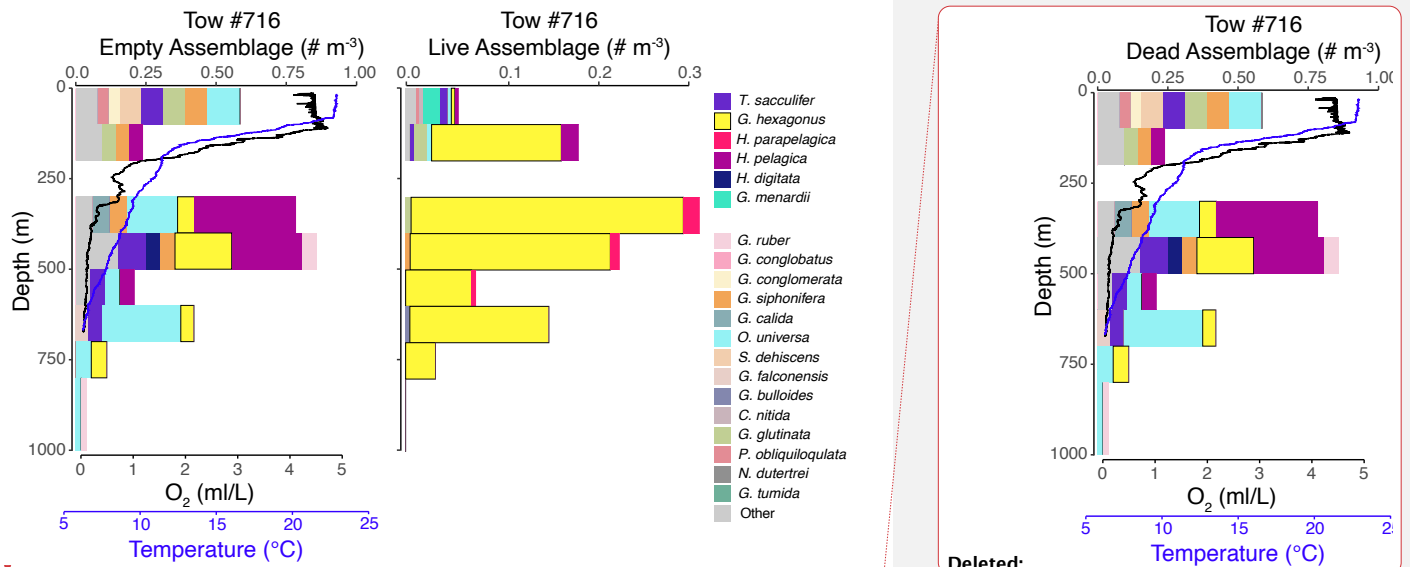 Tow #716
Empty Assemblage (# m-3)
0.0 0.25 0.50 0.75 1.00
0
250
500
750
1000
Depth (m)
0 1 2 3 4 5
O2 (ml/L)
5 10 15 20 25
Temperature (°C)
Tow #716
Live Assemblage (# m-3)
0.0 0.1 0.2 0.3
T. sacculifer
G. hexagonus
H. parapelagica
H. pelagica
H. digitata
G. menardii
G. ruber
G. conglobatus
G. conglomerata
G. siphonifera
G. calida
O. universa
S. dehiscens
G. falconensis
G. bulloides
C. nitida
G. glutinata
P. obliquiloqulata
N. dutertrei
G. tumida
Other
Tow #716
Dead Assemblage (# m-3)
0.0 0.25 0.50 0.75 1.00
0
250
500
750
1000
Depth (m)
0 1 2 3 4 5
O2 (ml/L)
5 10 15 20
Temperature (°C)
Deleted: